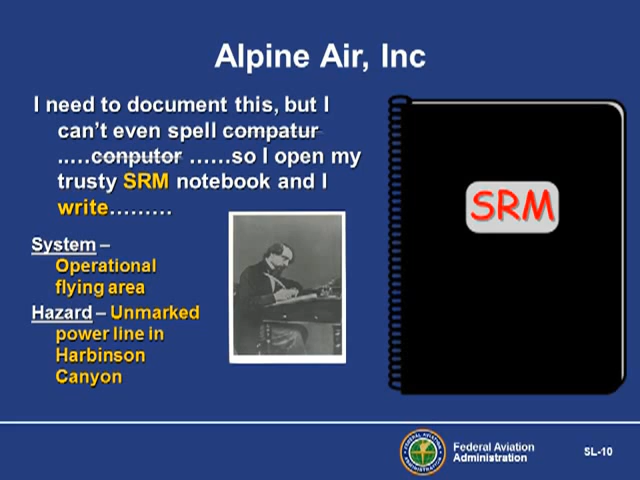 Alpine Air, Inc
I need to document this, but I
can't even spell compatur
..…conputor ……so I open my
trusty SRM notebook and I
write………
System –
Operational
flying area
Hazard – Unmarked
power line in
Harbinson
Canyon
SRM
Federal Aviation
Administration
SL-10